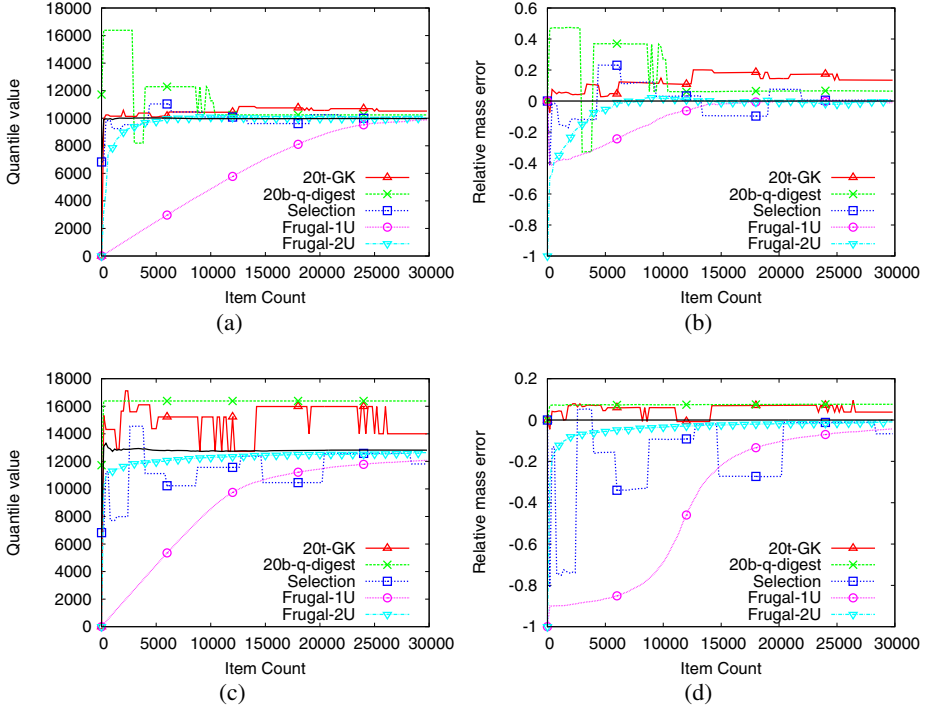 18000
16000
14000
12000
10000
8000
6000
4000
2000
0
Quantile value
0 5000 10000 15000 20000 25000 30000
Item Count
20t-GK
20b-q-digest
Selection
Frugal-1U
Frugal-2U
(a)
0.6
0.4
0.2
0
-0.2
-0.4
-0.6
-0.8
-1
Relative mass error
0 5000 10000 15000 20000 25000 30000
Item Count
20t-GK
20b-q-digest
Selection
Frugal-1U
Frugal-2U
(b)
18000
16000
14000
12000
10000
8000
6000
4000
2000
0
Quantile value
0 5000 10000 15000 20000 25000 30000
Item Count
20t-GK
20b-q-digest
Selection
Frugal-1U
Frugal-2U
(c)
0.2
0
-0.2
-0.4
-0.6
-0.8
-1
Relative mass error
0 5000 10000 15000 20000 25000 30000
Item Count
20t-GK
20b-q-digest
Selection
Frugal-1U
Frugal-2U
(d)